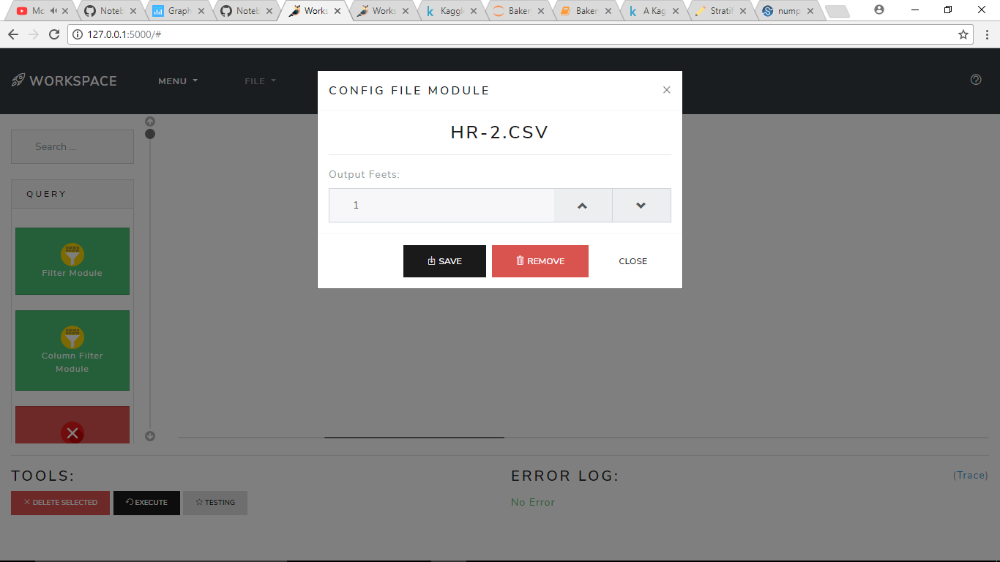 Mo
Noteb
Graph
Noteb
Works
Works
Kaggl
Baker
Baker
A Kag
Stratif
nump
127.0.0.1:5000/#
WORKSPACE
MENU
FILE
CONFIG FILE MODULE
×
HR-2.CSV
Output Feets:
1
SAVE
REMOVE
CLOSE
Search ...
QUERY
Filter Module
Column Filter
Module
TOOLS:
DELETE SELECTED
EXECUTE
TESTING
ERROR LOG:
(Trace)
No Error